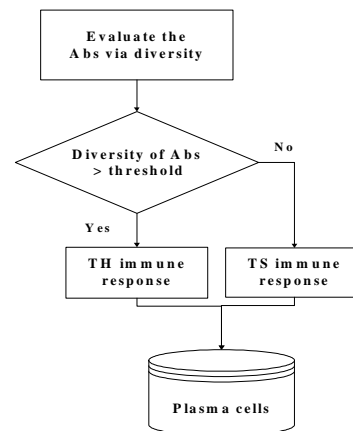 Evaluate the
Abs via diversity
Diversity of Abs
> threshold
No
Yes
TH immune
response
TS immune
response
Plasma cells